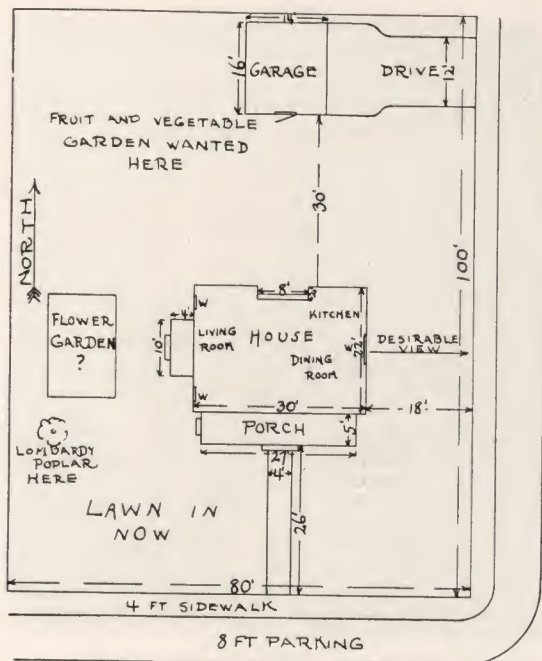 14'
16'
GARAGE
DRIVE
12'
FRUIT AND VEGETABLE
GARDEN WANTED
HERE
30'
NORTH
100'
8'
W
4'
KITCHEN
FLOWER
GARDEN
?
10'
LIVING
ROOM
HOUSE
DINING
ROOM
W
22'
DESIRABLE
VIEW
W
30'
18'
PORCH
5'
LOMBARDY
POPLAR
HERE
27'
4'
LAWN IN
NOW
26'
80'
4 FT SIDEWALK
8 FT PARKING